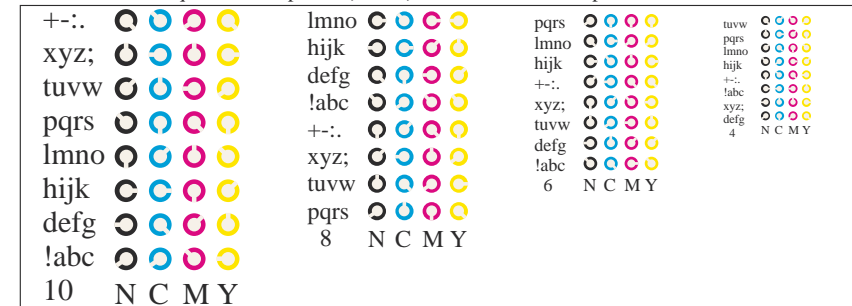 +-:.
xyz;
tuvw
pqrs
lmno
hijk
defg
!abc
10 N C M Y
lmno
hijk
defg
!abc
+-:.
xyz;
tuvw
pqrs
8 N C M Y
pqrs
lmno
hijk
+-:.
xyz;
tuvw
defg
!abc
6 N C M Y
tuvw
pqrs
lmno
hijk
+-:.
!abc
xyz;
defg
4 N C M Y